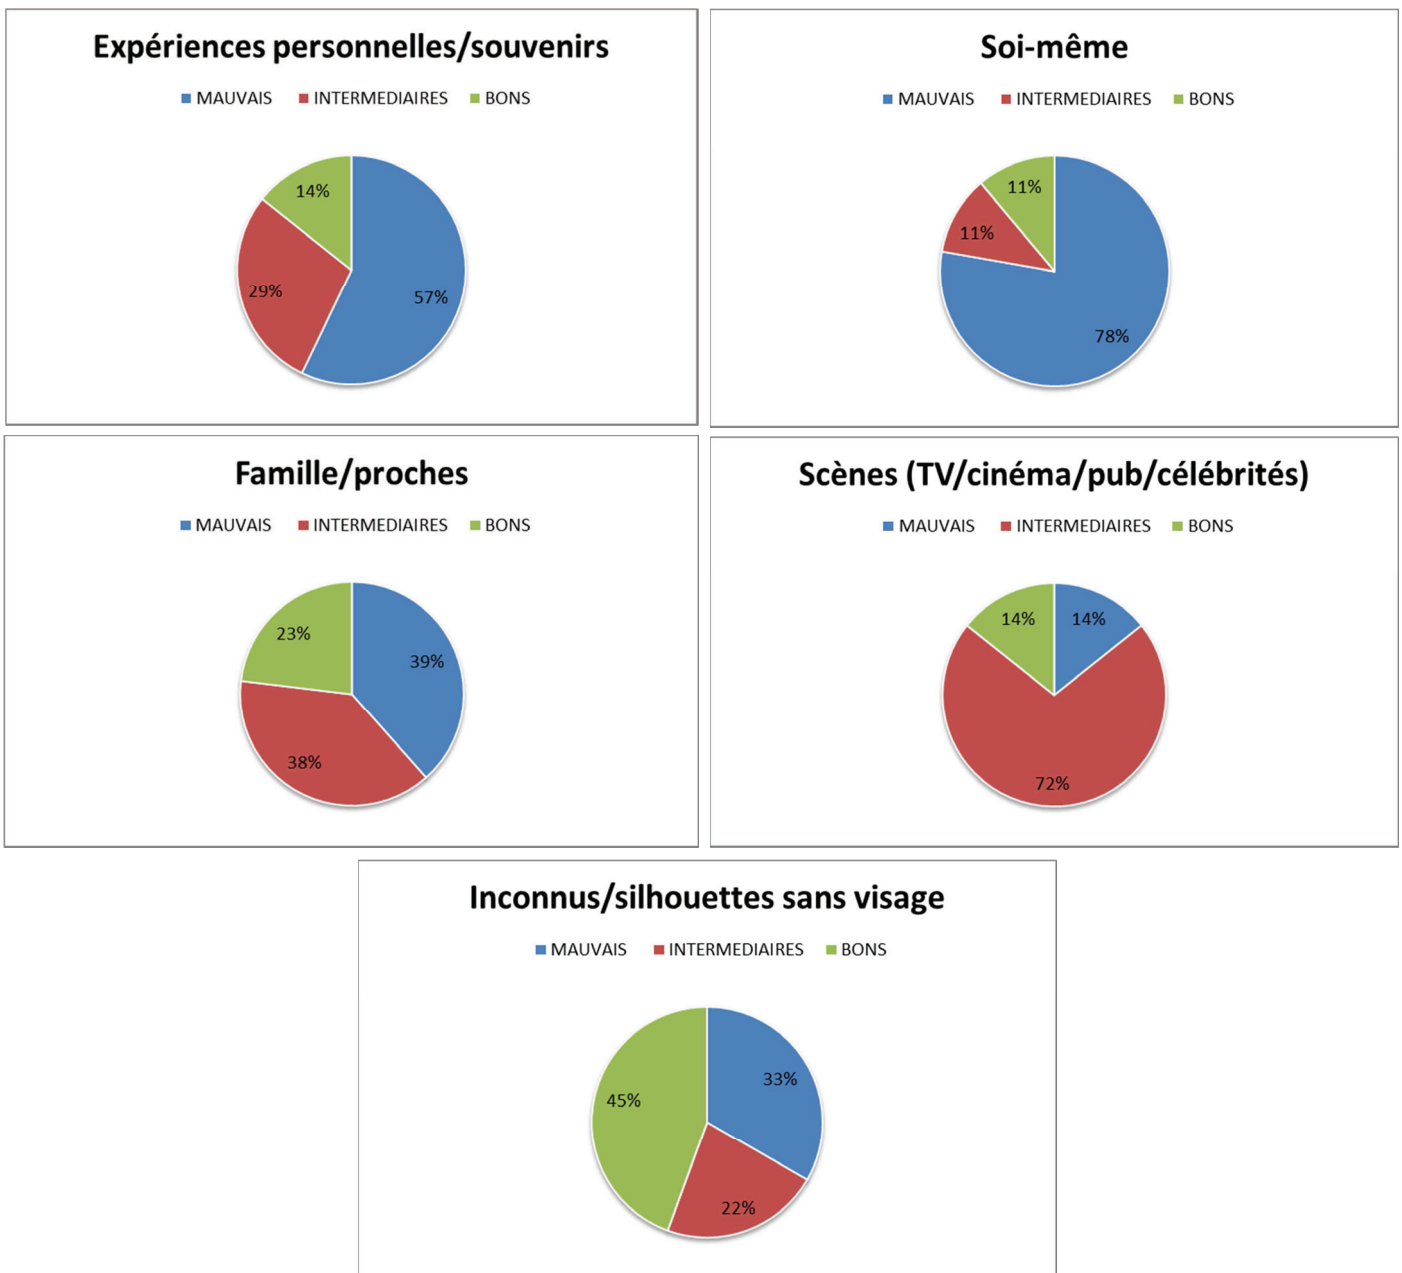 Expériences personnelles/souvenirs
MAUVAIS INTERMEDIAIRES BONS
14%
29%
57%
Soi-même
MAUVAIS INTERMEDIAIRES BONS
11%
11%
78%
Famille/proches
MAUVAIS INTERMEDIAIRES BONS
23%
39%
38%
Scènes (TV/cinéma/pub/célébrités)
MAUVAIS INTERMEDIAIRES BONS
14% 14%
72%
Inconnus/silhouettes sans visage
MAUVAIS INTERMEDIAIRES BONS
33%
45%
22%